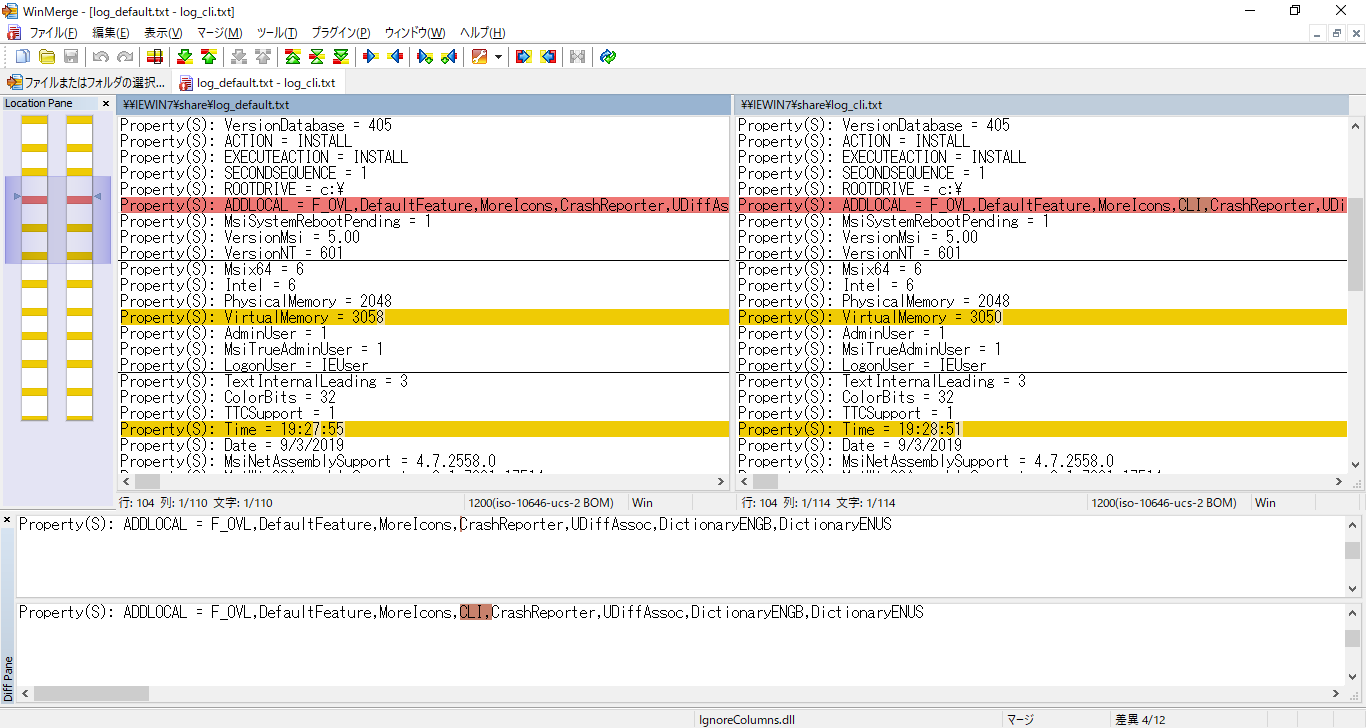 WinMerge - [log_default.txt - log_cli.txt]
ファイル(F) 編集(E) 表示(V) マージ(M) ツール(T) プラグイン(P) ウィンドウ(W) ヘルプ(H)
ファイルまたはフォルダの選択... log_default.txt - log_cli.txt
Location Pane
¥¥IEWIN7¥share¥log_default.txt
Property(S): VersionDatabase = 405
Property(S): ACTION = INSTALL
Property(S): EXECUTEACTION = INSTALL
Property(S): SECONDSEQUENCE = 1
Property(S): ROOTDRIVE = c:¥
Property(S): ADDLOCAL = F_OVL,DefaultFeature,MoreIcons,CrashReporter,UDiffAs
Property(S): MsiSystemRebootPending = 1
Property(S): VersionMsi = 5.00
Property(S): VersionNT = 601
Property(S): Msix64 = 6
Property(S): Intel = 6
Property(S): PhysicalMemory = 2048
Property(S): VirtualMemory = 3058
Property(S): AdminUser = 1
Property(S): MsiTrueAdminUser = 1
Property(S): LogonUser = IEUser
Property(S): TextInternalLeading = 3
Property(S): ColorBits = 32
Property(S): TTCSupport = 1
Property(S): Time = 19:27:55
Property(S): Date = 9/3/2019
Property(S): MsiNetAssemblySupport = 4.7.2558.0
行: 104 列: 1/110 文字: 1/110 1200(iso-10646-ucs-2 BOM) Win
¥¥IEWIN7¥share¥log_cli.txt
Property(S): VersionDatabase = 405
Property(S): ACTION = INSTALL
Property(S): EXECUTEACTION = INSTALL
Property(S): SECONDSEQUENCE = 1
Property(S): ROOTDRIVE = c:¥
Property(S): ADDLOCAL = F_OVL,DefaultFeature,MoreIcons,CLI,CrashReporter,UDi
Property(S): MsiSystemRebootPending = 1
Property(S): VersionMsi = 5.00
Property(S): VersionNT = 601
Property(S): Msix64 = 6
Property(S): Intel = 6
Property(S): PhysicalMemory = 2048
Property(S): VirtualMemory = 3050
Property(S): AdminUser = 1
Property(S): MsiTrueAdminUser = 1
Property(S): LogonUser = IEUser
Property(S): TextInternalLeading = 3
Property(S): ColorBits = 32
Property(S): TTCSupport = 1
Property(S): Time = 19:28:51
Property(S): Date = 9/3/2019
Property(S): MsiNetAssemblySupport = 4.7.2558.0
行: 104 列: 1/114 文字: 1/114 1200(iso-10646-ucs-2 BOM) Win
Diff Pane
Property(S): ADDLOCAL = F_OVL,DefaultFeature,MoreIcons,CrashReporter,UDiffAssoc,DictionaryENGB,DictionaryENUS
Property(S): ADDLOCAL = F_OVL,DefaultFeature,MoreIcons,CLI,CrashReporter,UDiffAssoc,DictionaryENGB,DictionaryENUS
IgnoreColumns.dll マージ 差異 4/12